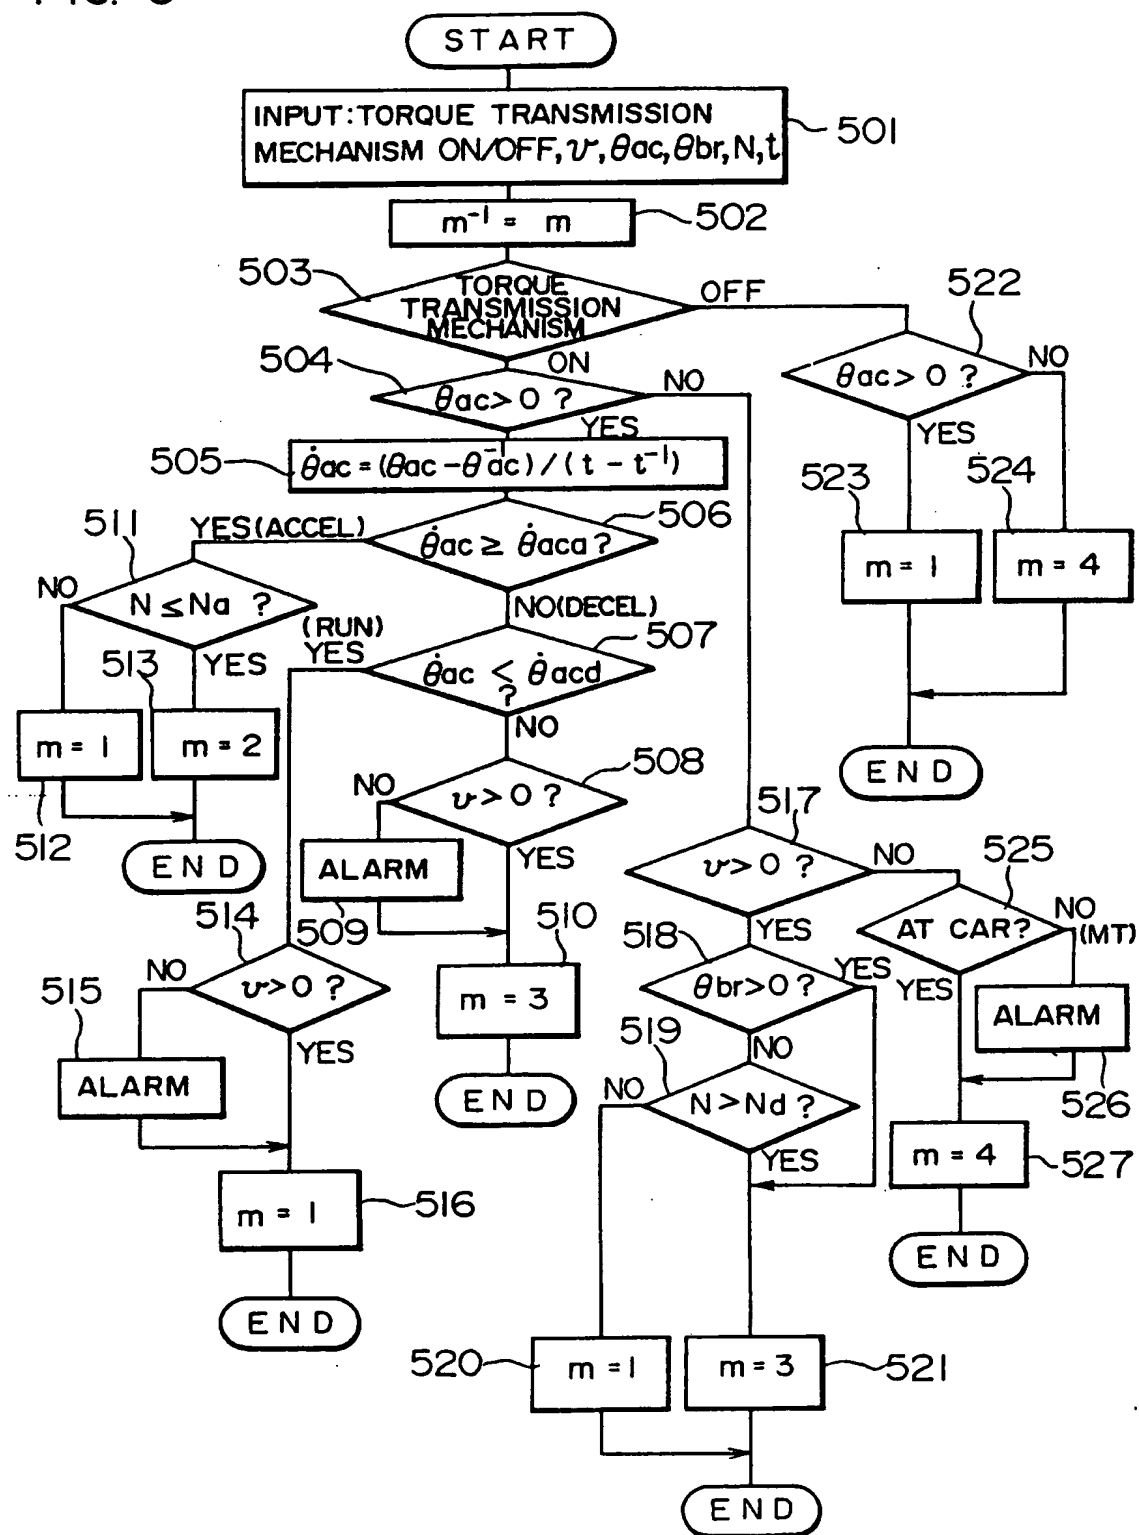 START
INPUT:TORQUE TRANSMISSION
MECHANISM ON/OFF, v, θac, θbr, N, t
501
m⁻¹ = m
502
503
TORQUE
TRANSMISSION
MECHANISM
OFF
ON
522
θac > 0 ?
NO
YES
523
m = 1
524
m = 4
END
504
θac > 0 ?
NO
YES
505
θ̇ac = (θac - θ⁻¹ac) / (t - t⁻¹)
506
θ̇ac ≥ θ̇aca ?
YES(ACCEL)
NO(DECEL)
511
N ≤ Na ?
NO
YES
513
m = 1
m = 2
512
END
507
θ̇ac < θ̇acd
?
(RUN)
YES
NO
508
v > 0 ?
NO
YES
ALARM
509
510
m = 3
END
514
v > 0 ?
NO
YES
515
ALARM
m = 1
516
END
517
v > 0 ?
NO
YES
525
AT CAR?
NO
(MT)
YES
ALARM
526
m = 4
527
END
518
θbr > 0 ?
YES
NO
519
N > Nd ?
NO
YES
520
m = 1
m = 3
521
END